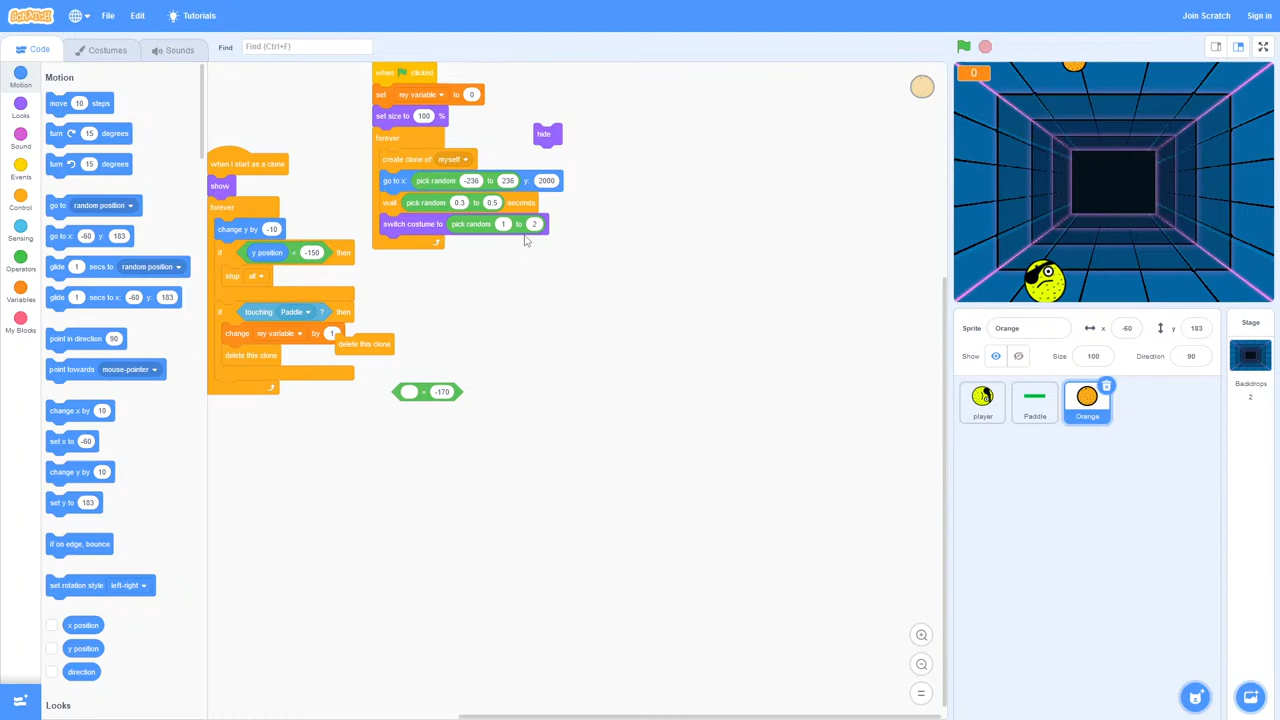 SCRATCH File Edit Tutorials Join Scratch Sign in
Code Costumes Sounds Find Find (Ctrl+F)
Motion
Looks
Sound
Events
Control
Sensing
Operators
Variables
My Blocks
Motion
move 10 steps
turn 15 degrees
turn 15 degrees
go to random position
go to x: -60 y: 183
glide 1 secs to random position
glide 1 secs to x: -60 y: 183
point in direction 90
point towards mouse-pointer
change x by 10
set x to -60
change y by 10
set y to 183
if on edge, bounce
set rotation style left-right
x position
y position
direction
Looks
when I start as a clone
show
forever
change y by -10
if y position < -150 then
stop all
if touching Paddle ? then
change my variable by 1
delete this clone
delete this clone
= -170
when clicked
set my variable to 0
set size to 100 %
forever
create clone of myself
go to x: pick random -236 to 236 y: 2000
wait pick random 0.3 to 0.5 seconds
switch costume to pick random 1 to 2
hide
0
Sprite Orange x -60 y 183
Show Size 100 Direction 90
player
Paddle
Orange
Stage
Backdrops
2